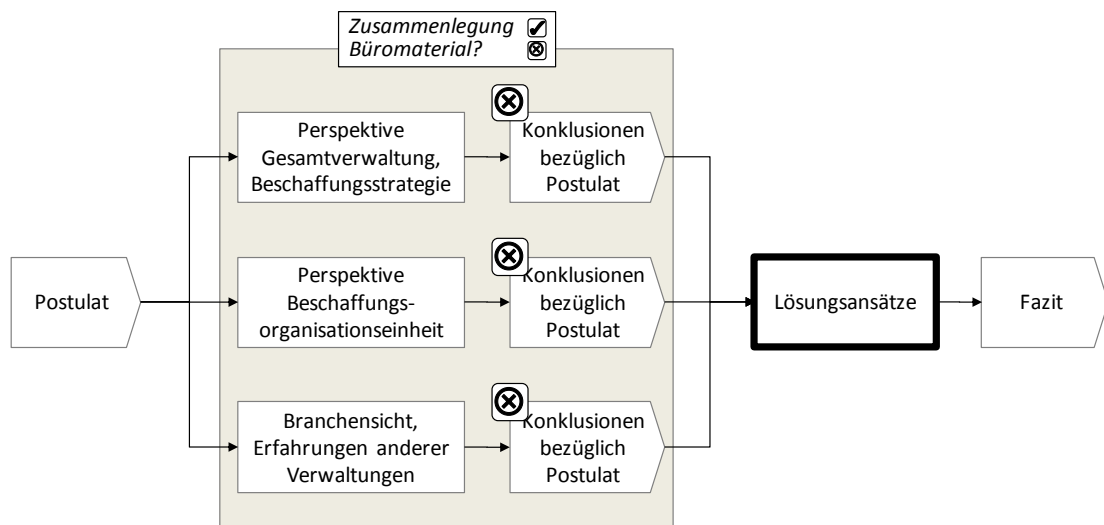 Zusammenlegung
Büromaterial?
Perspektive
Gesamtverwaltung,
Beschaffungsstrategie
Konklusionen
bezüglich
Postulat
Postulat
Perspektive
Beschaffungs-
organisationseinheit
Konklusionen
bezüglich
Postulat
Lösungsansätze
Fazit
Branchensicht,
Erfahrungen anderer
Verwaltungen
Konklusionen
bezüglich
Postulat